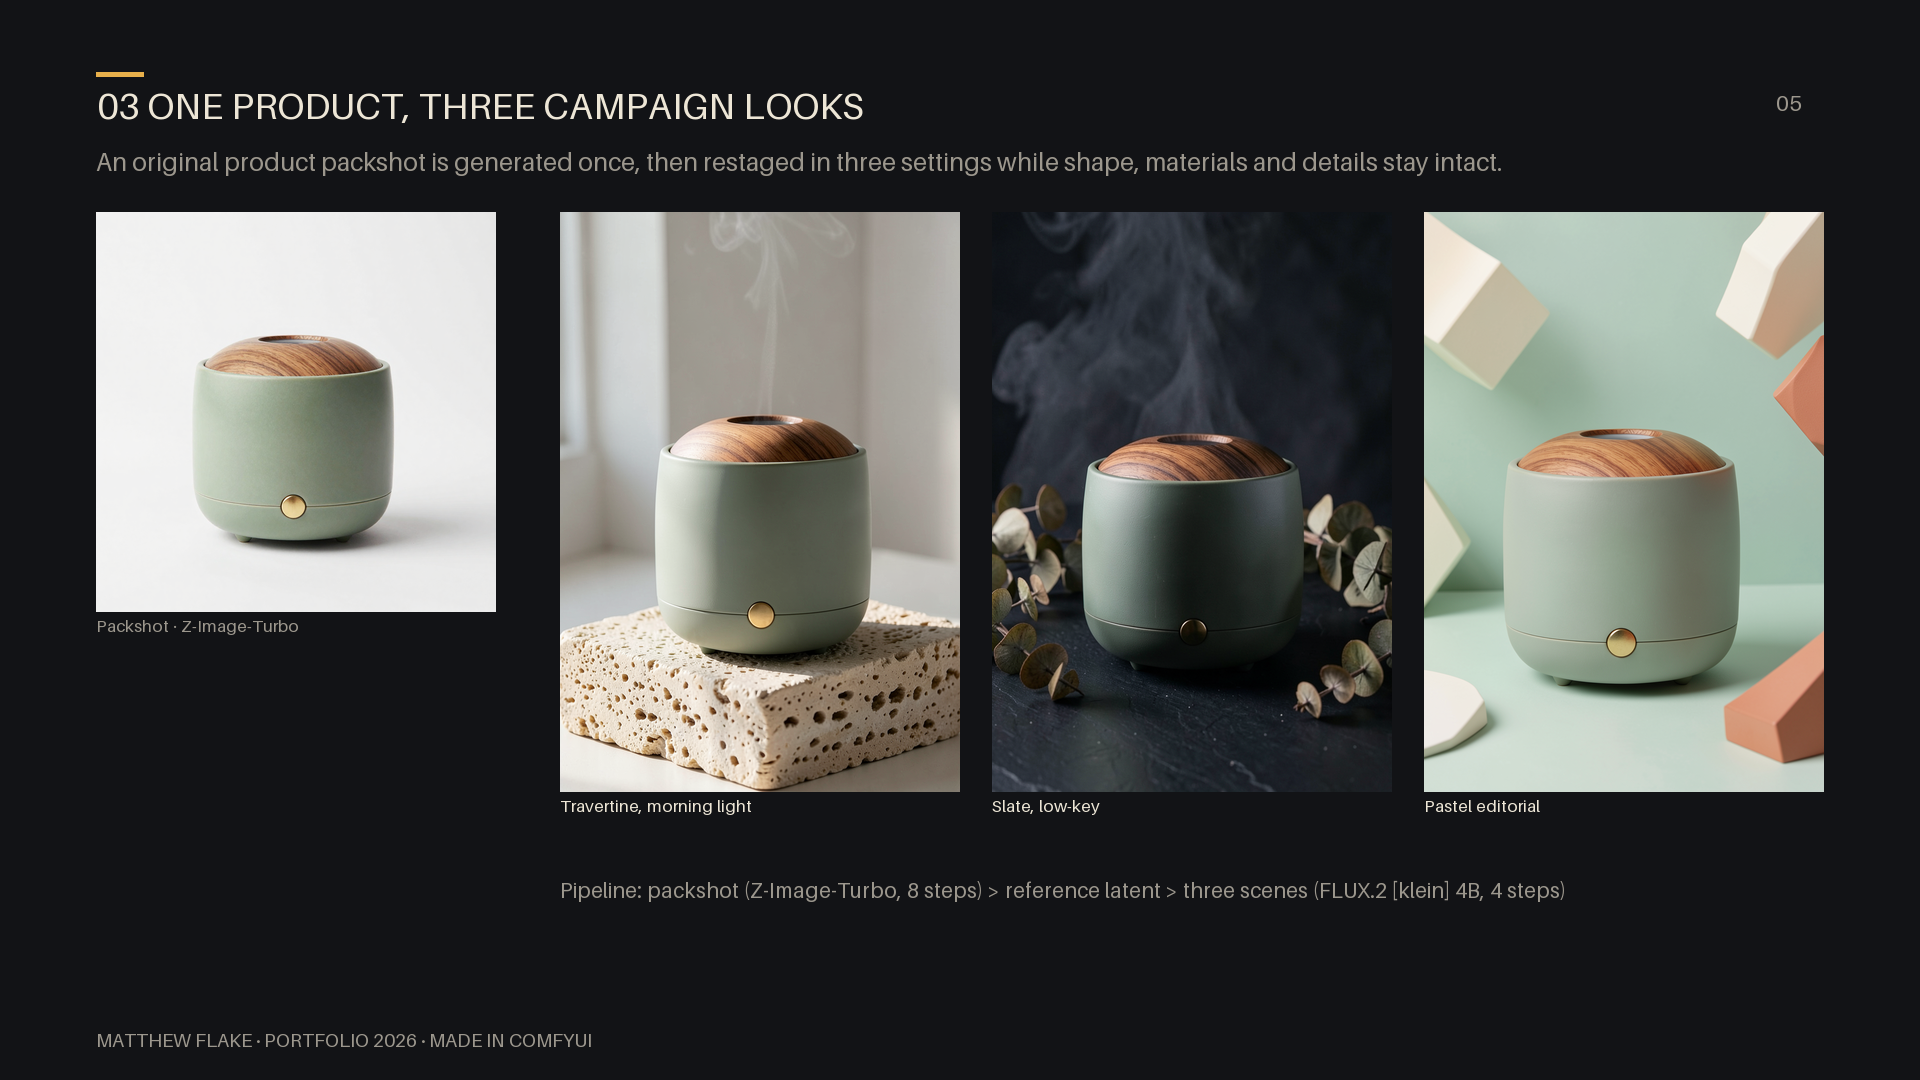 03 ONE PRODUCT, THREE CAMPAIGN LOOKS
05
An original product packshot is generated once, then restaged in three settings while shape, materials and details stay intact.
Packshot · Z-Image-Turbo
Travertine, morning light
Slate, low-key
Pastel editorial
Pipeline: packshot (Z-Image-Turbo, 8 steps) > reference latent > three scenes (FLUX.2 [klein] 4B, 4 steps)
MATTHEW FLAKE · PORTFOLIO 2026 · MADE IN COMFYUI